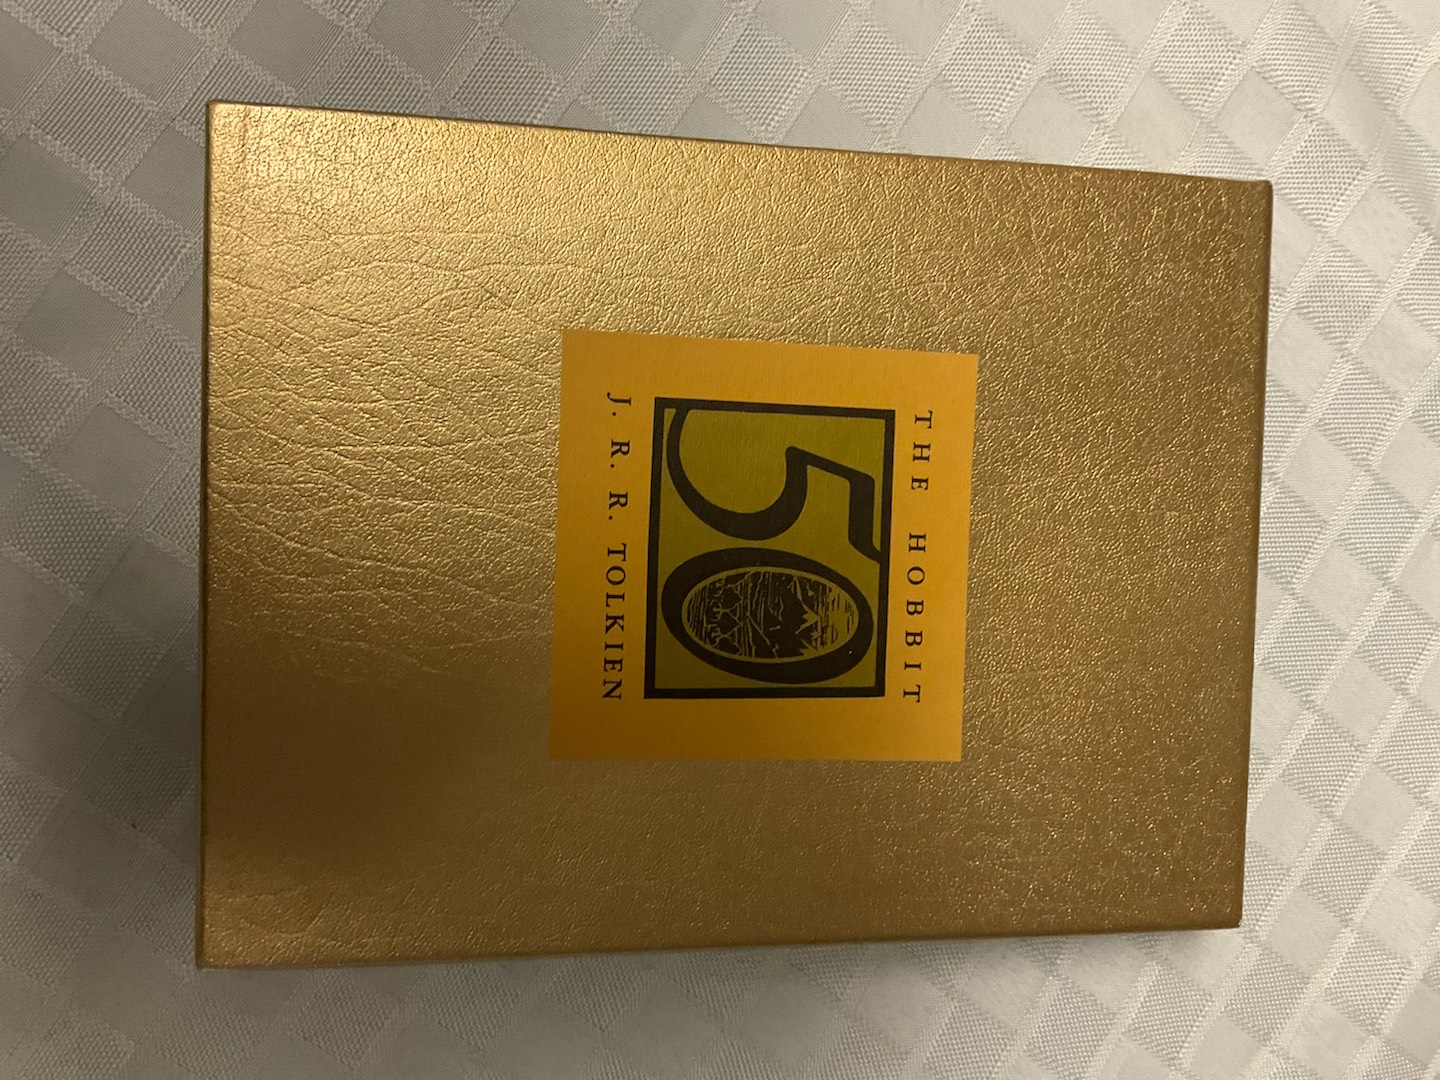 THE HOBBIT
50
J. R. R. TOLKIEN